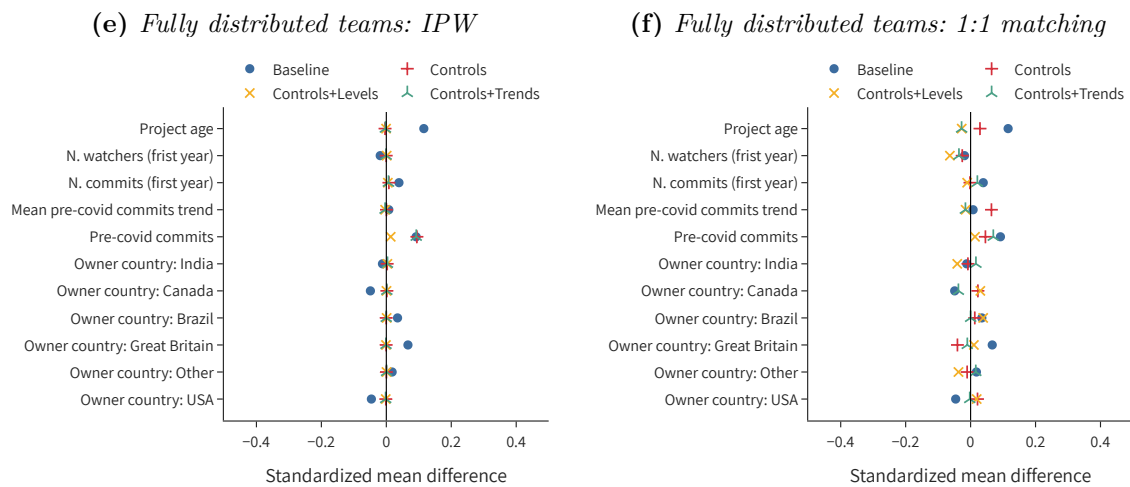 (e) Fully distributed teams: IPW
Baseline
Controls
Controls+Levels
Controls+Trends
Project age
N. watchers (frist year)
N. commits (first year)
Mean pre-covid commits trend
Pre-covid commits
Owner country: India
Owner country: Canada
Owner country: Brazil
Owner country: Great Britain
Owner country: Other
Owner country: USA
−0.4 −0.2 0 0.2 0.4
Standardized mean difference
(f) Fully distributed teams: 1:1 matching
Baseline
Controls
Controls+Levels
Controls+Trends
Project age
N. watchers (frist year)
N. commits (first year)
Mean pre-covid commits trend
Pre-covid commits
Owner country: India
Owner country: Canada
Owner country: Brazil
Owner country: Great Britain
Owner country: Other
Owner country: USA
−0.4 −0.2 0 0.2 0.4
Standardized mean difference